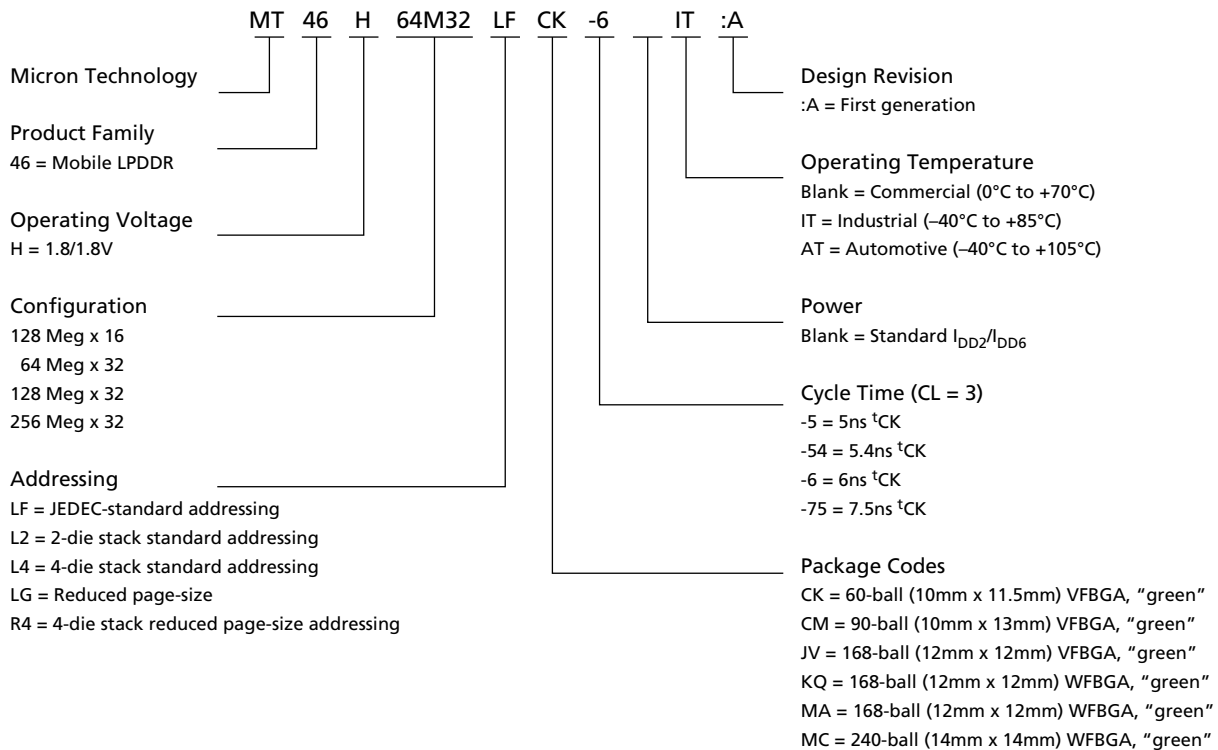 MT 46 H 64M32 LF CK -6 IT :A
Micron Technology
Product Family
46 = Mobile LPDDR
Operating Voltage
H = 1.8/1.8V
Configuration
128 Meg x 16
64 Meg x 32
128 Meg x 32
256 Meg x 32
Addressing
LF = JEDEC-standard addressing
L2 = 2-die stack standard addressing
L4 = 4-die stack standard addressing
LG = Reduced page-size
R4 = 4-die stack reduced page-size addressing
Design Revision
:A = First generation
Operating Temperature
Blank = Commercial (0°C to +70°C)
IT = Industrial (–40°C to +85°C)
AT = Automotive (–40°C to +105°C)
Power
Blank = Standard IDD2/IDD6
Cycle Time (CL = 3)
-5 = 5ns tCK
-54 = 5.4ns tCK
-6 = 6ns tCK
-75 = 7.5ns tCK
Package Codes
CK = 60-ball (10mm x 11.5mm) VFBGA, “green”
CM = 90-ball (10mm x 13mm) VFBGA, “green”
JV = 168-ball (12mm x 12mm) VFBGA, “green”
KQ = 168-ball (12mm x 12mm) WFBGA, “green”
MA = 168-ball (12mm x 12mm) WFBGA, “green”
MC = 240-ball (14mm x 14mm) WFBGA, “green”